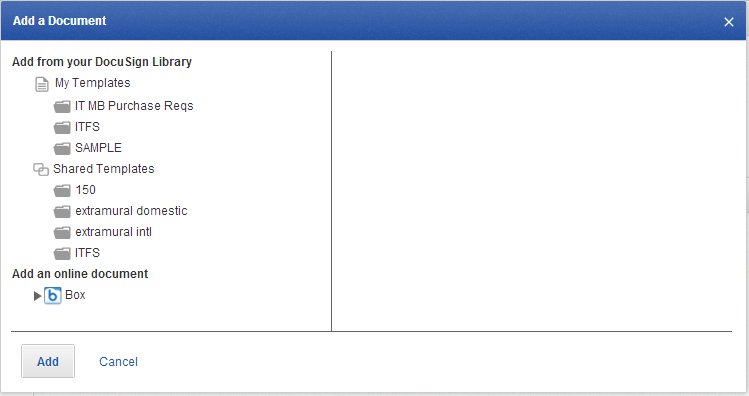 Add a Document
Add from your DocuSign Library
My Templates
IT MB Purchase Reqs
ITFS
SAMPLE
Shared Templates
150
extramural domestic
extramural intl
ITFS
Add an online document
Box
Add
Cancel